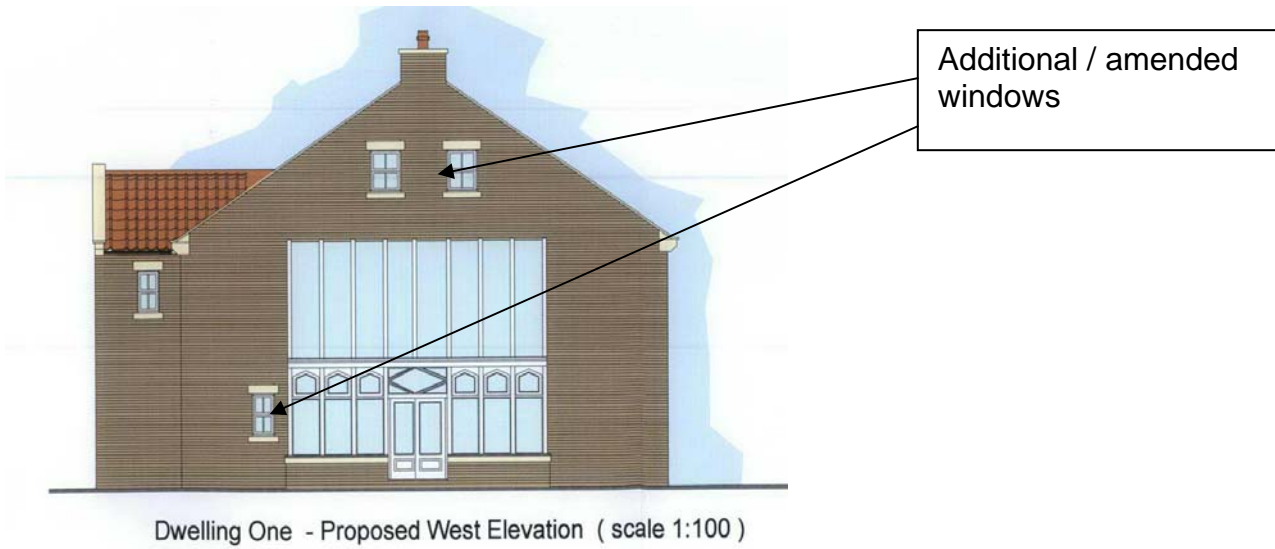 Additional / amended
windows
Dwelling One - Proposed West Elevation ( scale 1:100 )